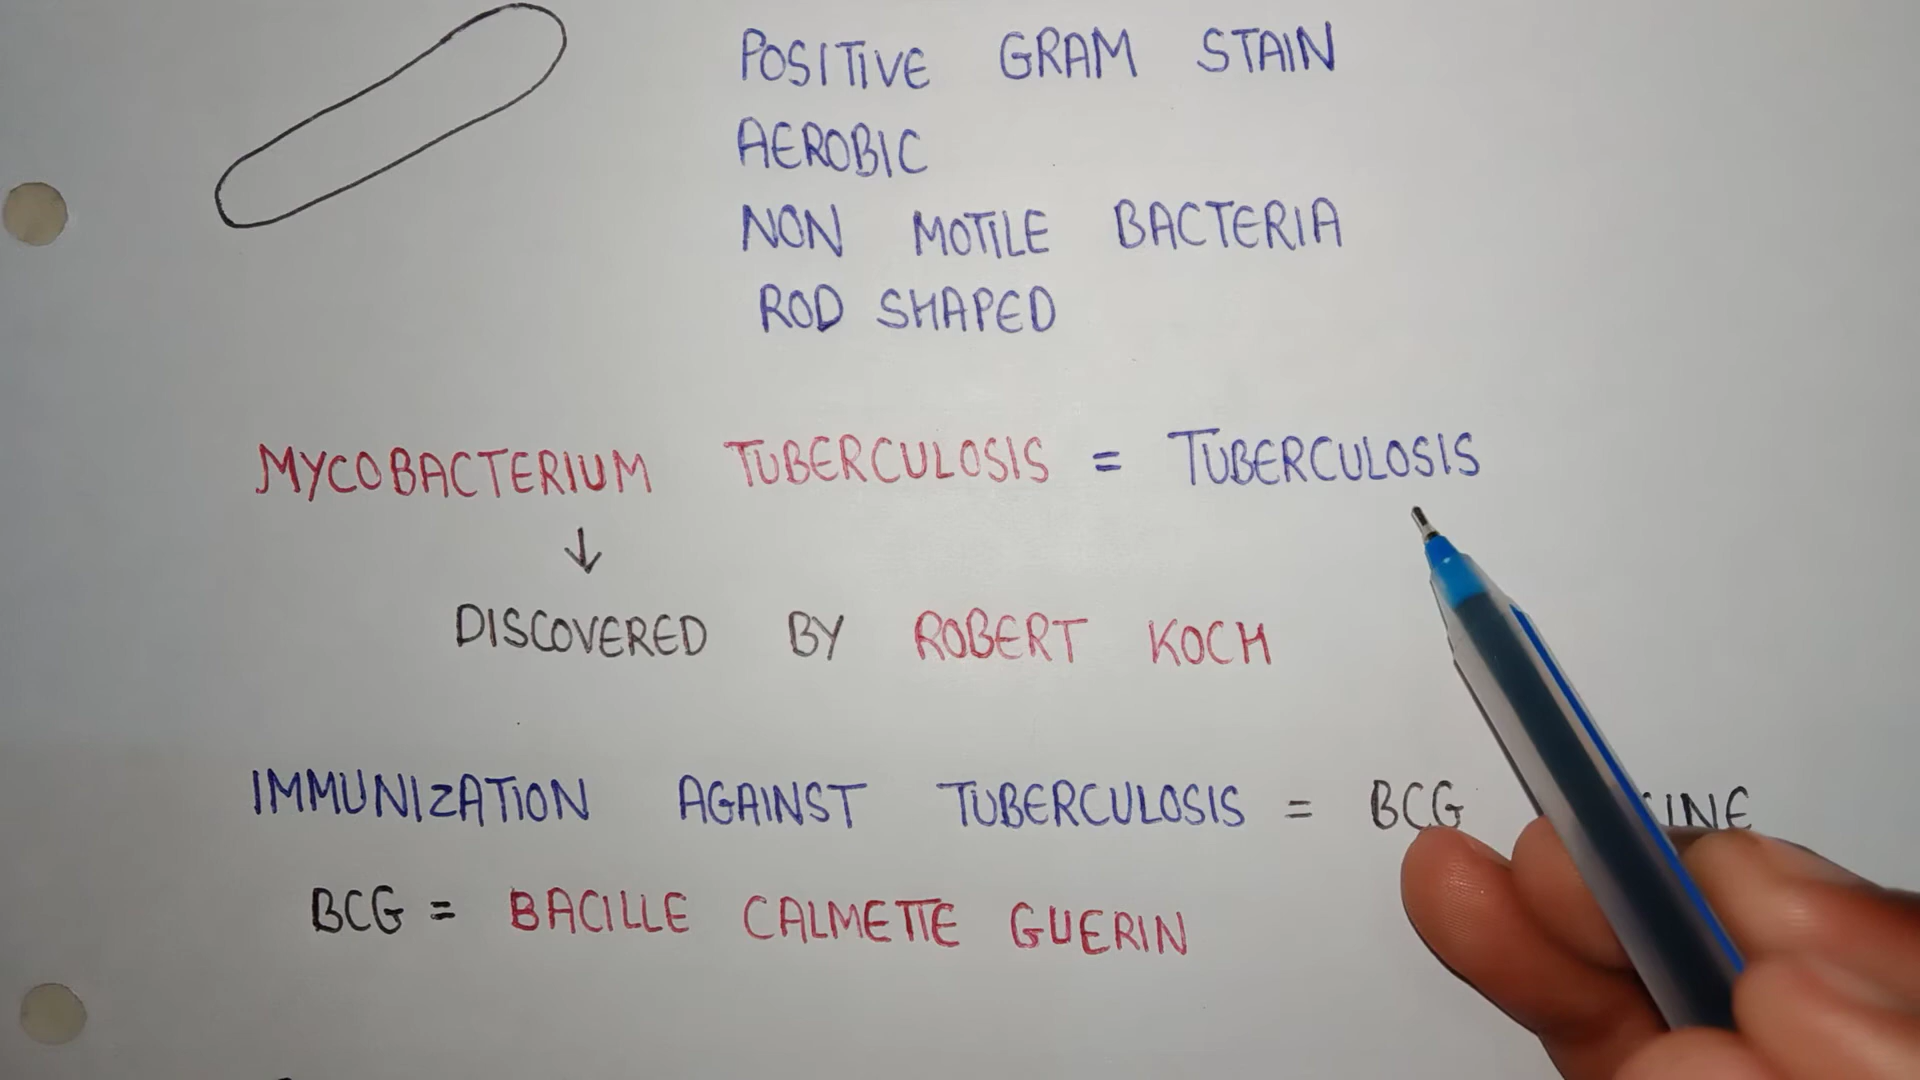 POSITIVE GRAM STAIN
AEROBIC
NON MOTILE BACTERIA
ROD SHAPED
MYCOBACTERIUM TUBERCULOSIS = TUBERCULOSIS
↓
DISCOVERED BY ROBERT KOCH
IMMUNIZATION AGAINST TUBERCULOSIS = BCG
BCG = BACILLE CALMETTE GUERIN